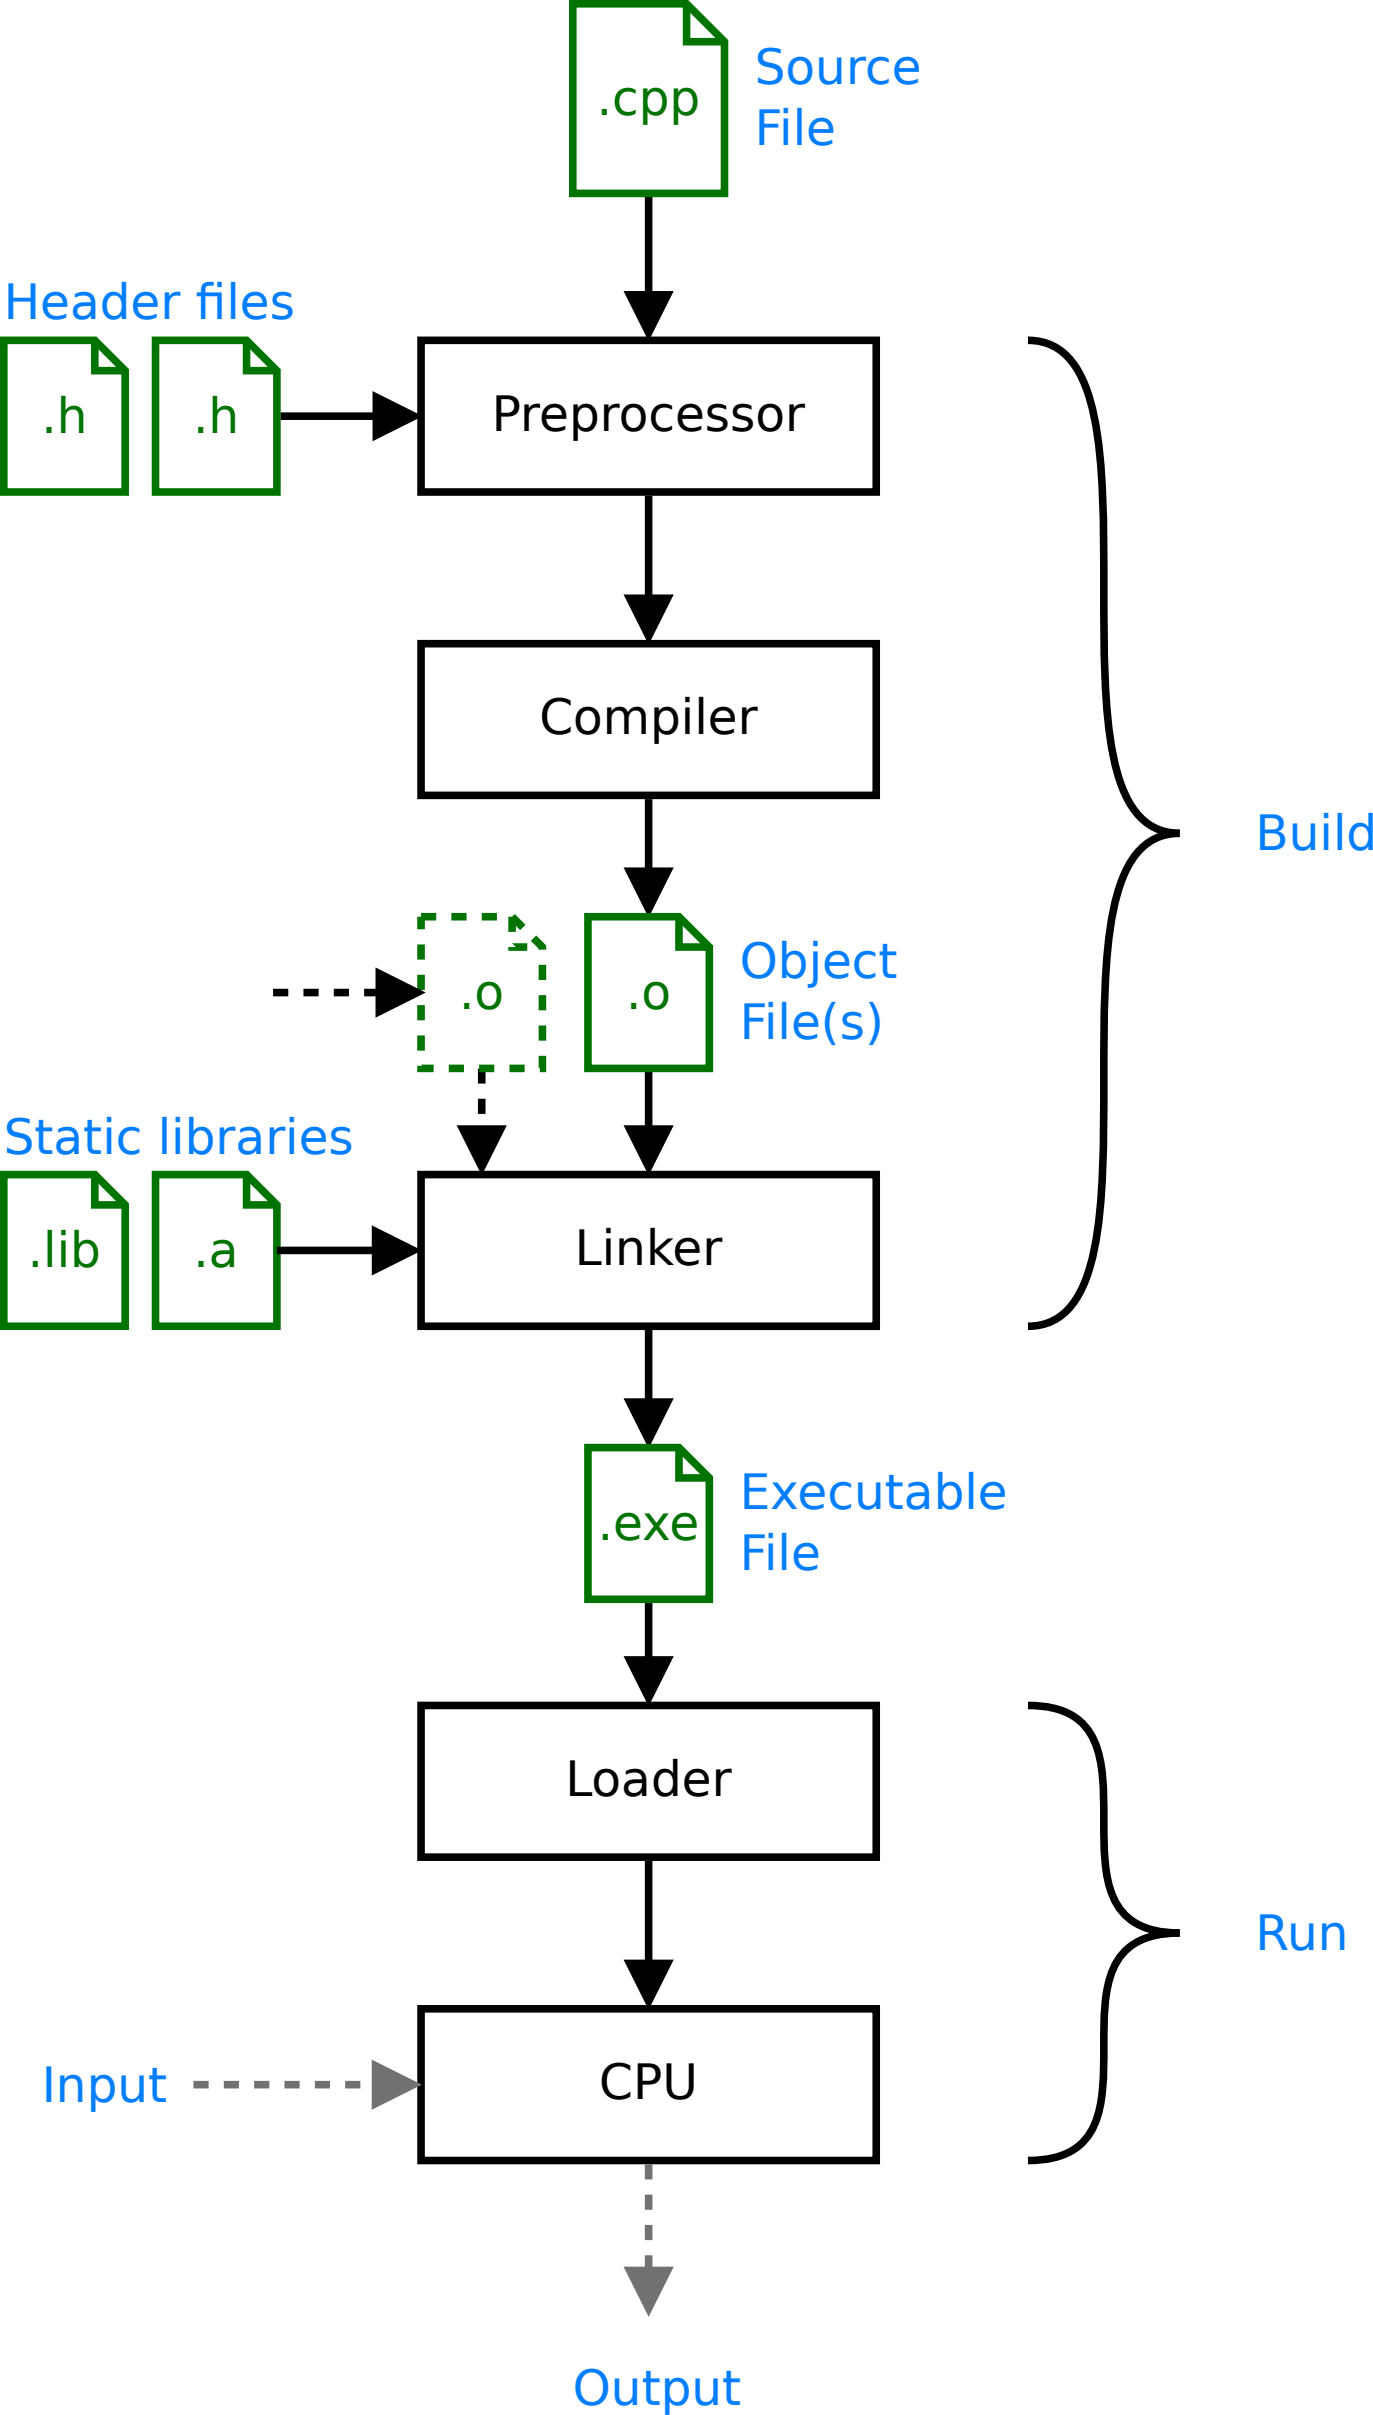 .cpp
Source
File
Header files
.h
.h
Preprocessor
Compiler
Build
.o
.o
Object
File(s)
Static libraries
.lib
.a
Linker
.exe
Executable
File
Loader
Run
Input
CPU
Output